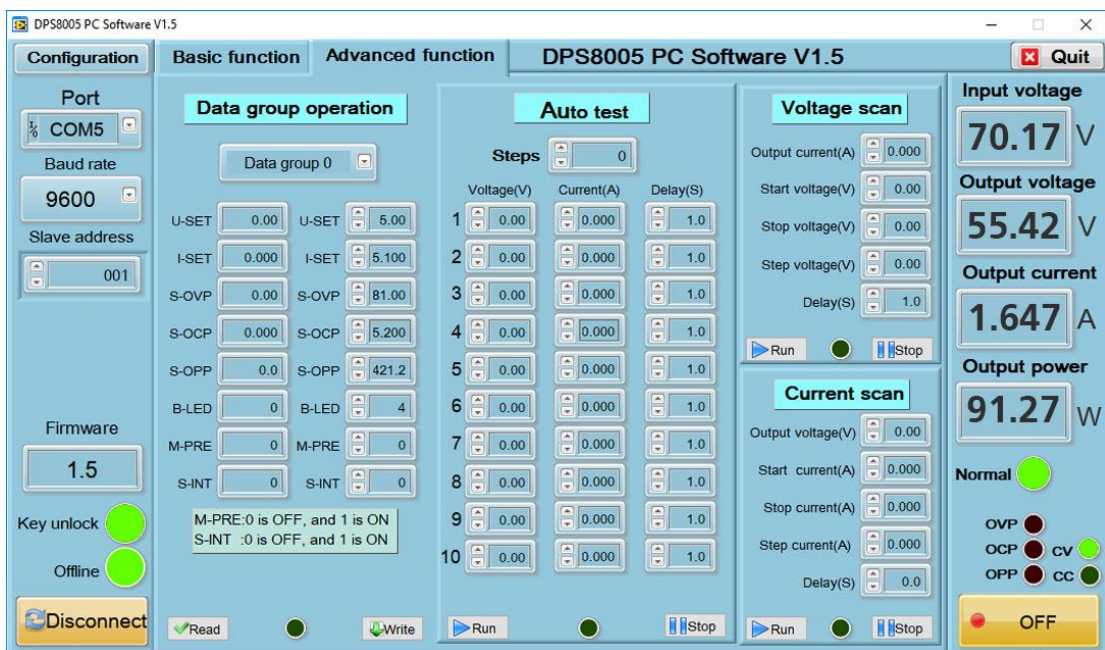 DPS8005 PC Software V1.5
Configuration
Basic function
Advanced function
DPS8005 PC Software V1.5
Quit
Port
COM5
Baud rate
9600
Slave address
001
Firmware
1.5
Key unlock
Offline
Disconnect
Data group operation
Data group 0
U-SET 0.00 U-SET 5.00
I-SET 0.000 I-SET 5.100
S-OVP 0.00 S-OVP 81.00
S-OCP 0.000 S-OCP 5.200
S-OPP 0.0 S-OPP 421.2
B-LED 0 B-LED 4
M-PRE 0 M-PRE 0
S-INT 0 S-INT 0
M-PRE:0 is OFF, and 1 is ON
S-INT :0 is OFF, and 1 is ON
Read Write
Auto test
Steps 0
Voltage(V) Current(A) Delay(S)
1 0.00 0.000 1.0
2 0.00 0.000 1.0
3 0.00 0.000 1.0
4 0.00 0.000 1.0
5 0.00 0.000 1.0
6 0.00 0.000 1.0
7 0.00 0.000 1.0
8 0.00 0.000 1.0
9 0.00 0.000 1.0
10 0.00 0.000 1.0
Run Stop
Voltage scan
Output current(A) 0.000
Start voltage(V) 0.00
Stop voltage(V) 0.00
Step voltage(V) 0.00
Delay(S) 1.0
Run Stop
Current scan
Output voltage(V) 0.00
Start current(A) 0.000
Stop current(A) 0.000
Step current(A) 0.000
Delay(S) 0.0
Run Stop
Input voltage
70.17 V
Output voltage
55.42 V
Output current
1.647 A
Output power
91.27 W
Normal
OVP
OCP CV
OPP CC
OFF